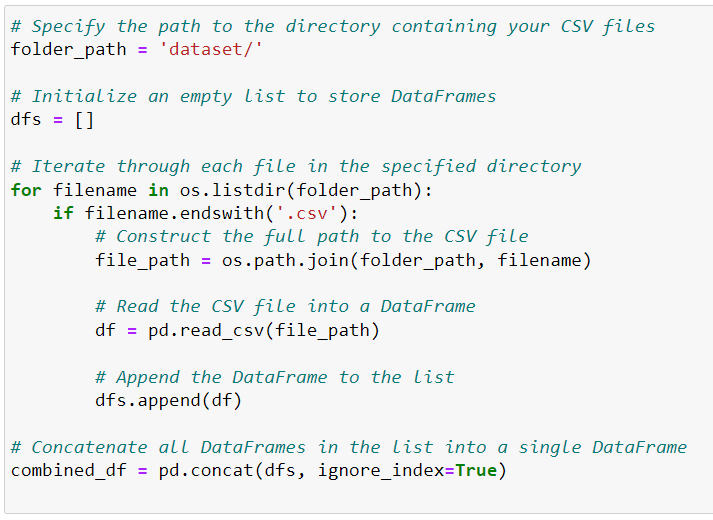 # Specify the path to the directory containing your CSV files
folder_path = 'dataset/'
# Initialize an empty list to store DataFrames
dfs = []
# Iterate through each file in the specified directory
for filename in os.listdir(folder_path):
    if filename.endswith('.csv'):
        # Construct the full path to the CSV file
        file_path = os.path.join(folder_path, filename)
        # Read the CSV file into a DataFrame
        df = pd.read_csv(file_path)
        # Append the DataFrame to the list
        dfs.append(df)
# Concatenate all DataFrames in the list into a single DataFrame
combined_df = pd.concat(dfs, ignore_index=True)